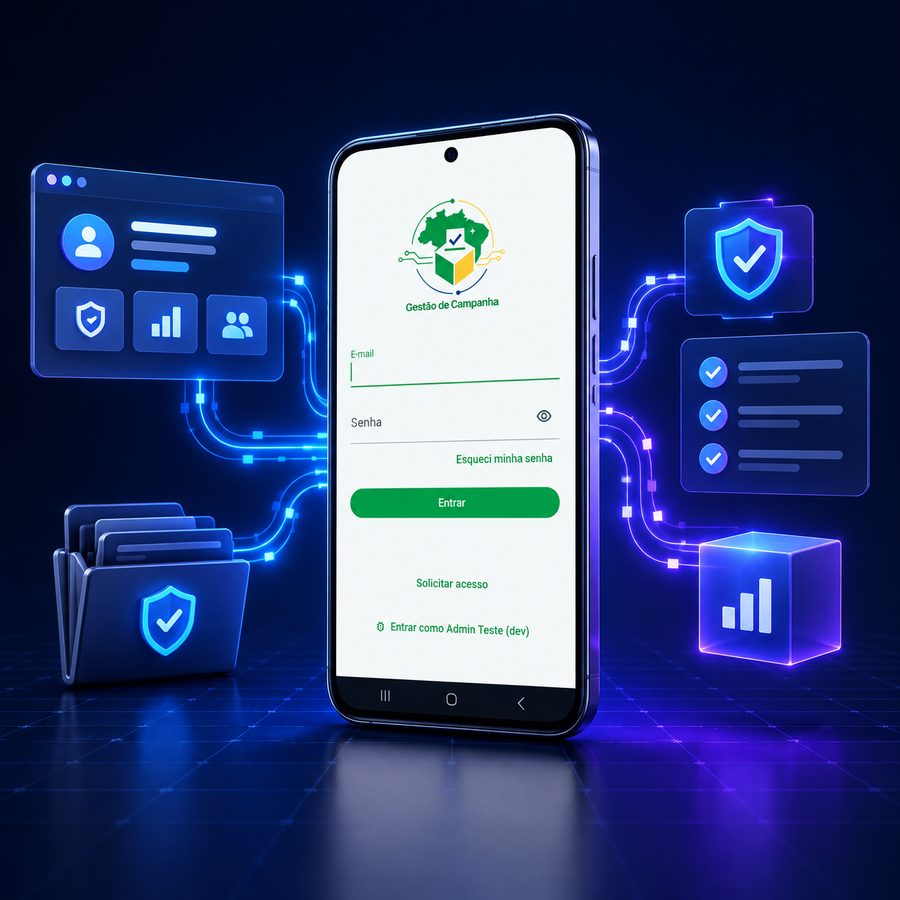 Gestão de Campanha
E-mail
Senha
Esqueci minha senha
Entrar
Solicitar acesso
Entrar como Admin Teste (dev)